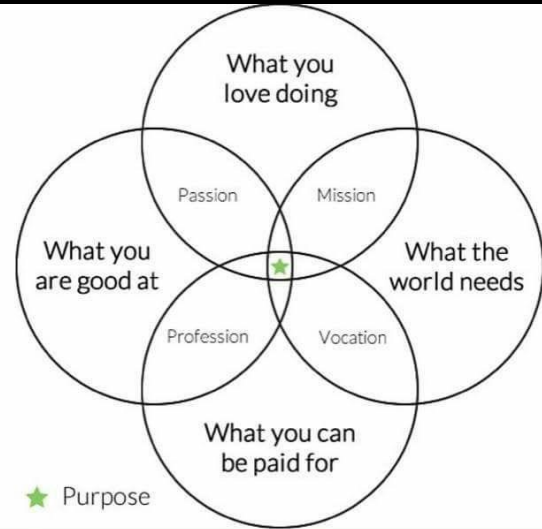 What you
love doing
Passion
Mission
What you
are good at
What the
world needs
Profession
Vocation
What you can
be paid for
Purpose